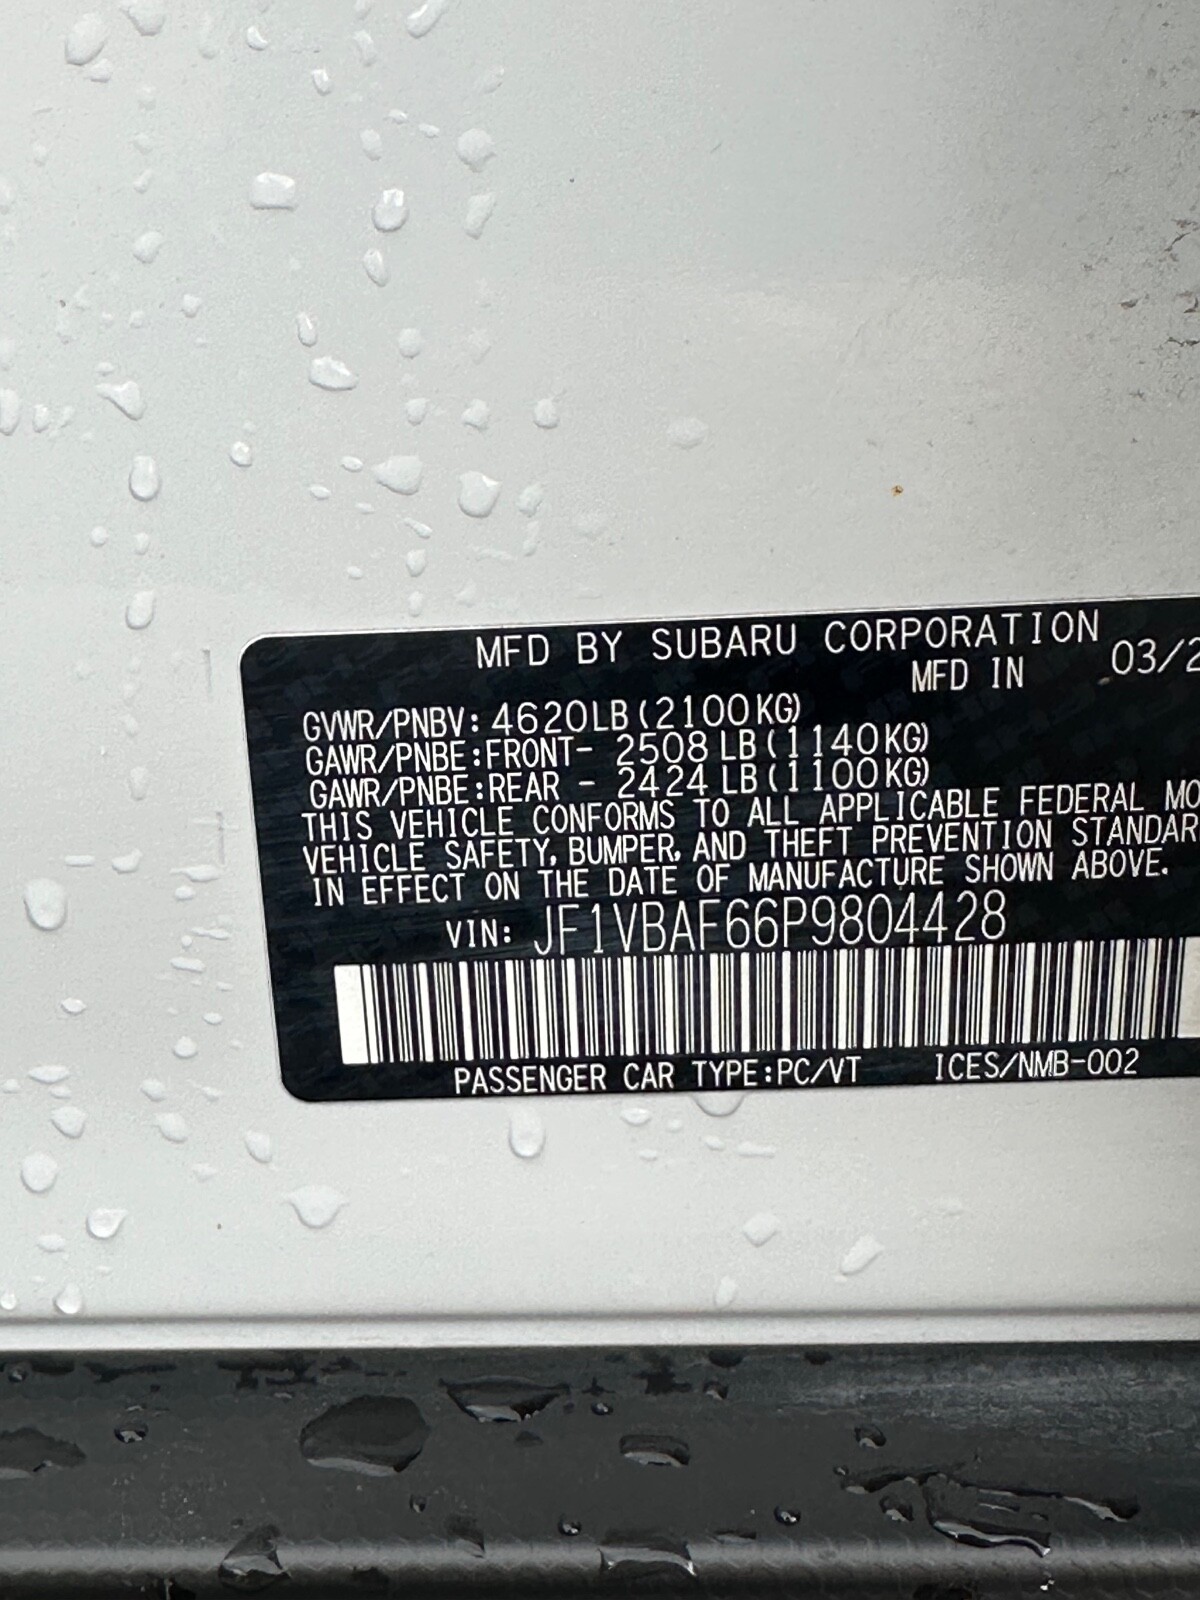 MFD BY SUBARU CORPORATION
MFD IN 03/2
GVWR/PNBV: 4620LB(2100KG)
GAWR/PNBE:FRONT- 2508 LB(1140KG)
GAWR/PNBE:REAR - 2424 LB(1100KG)
THIS VEHICLE CONFORMS TO ALL APPLICABLE FEDERAL MO
VEHICLE SAFETY, BUMPER, AND THEFT PREVENTION STANDAR
IN EFFECT ON THE DATE OF MANUFACTURE SHOWN ABOVE.
VIN: JF1VBAF66P9804428
PASSENGER CAR TYPE:PC/VT ICES/NMB-002